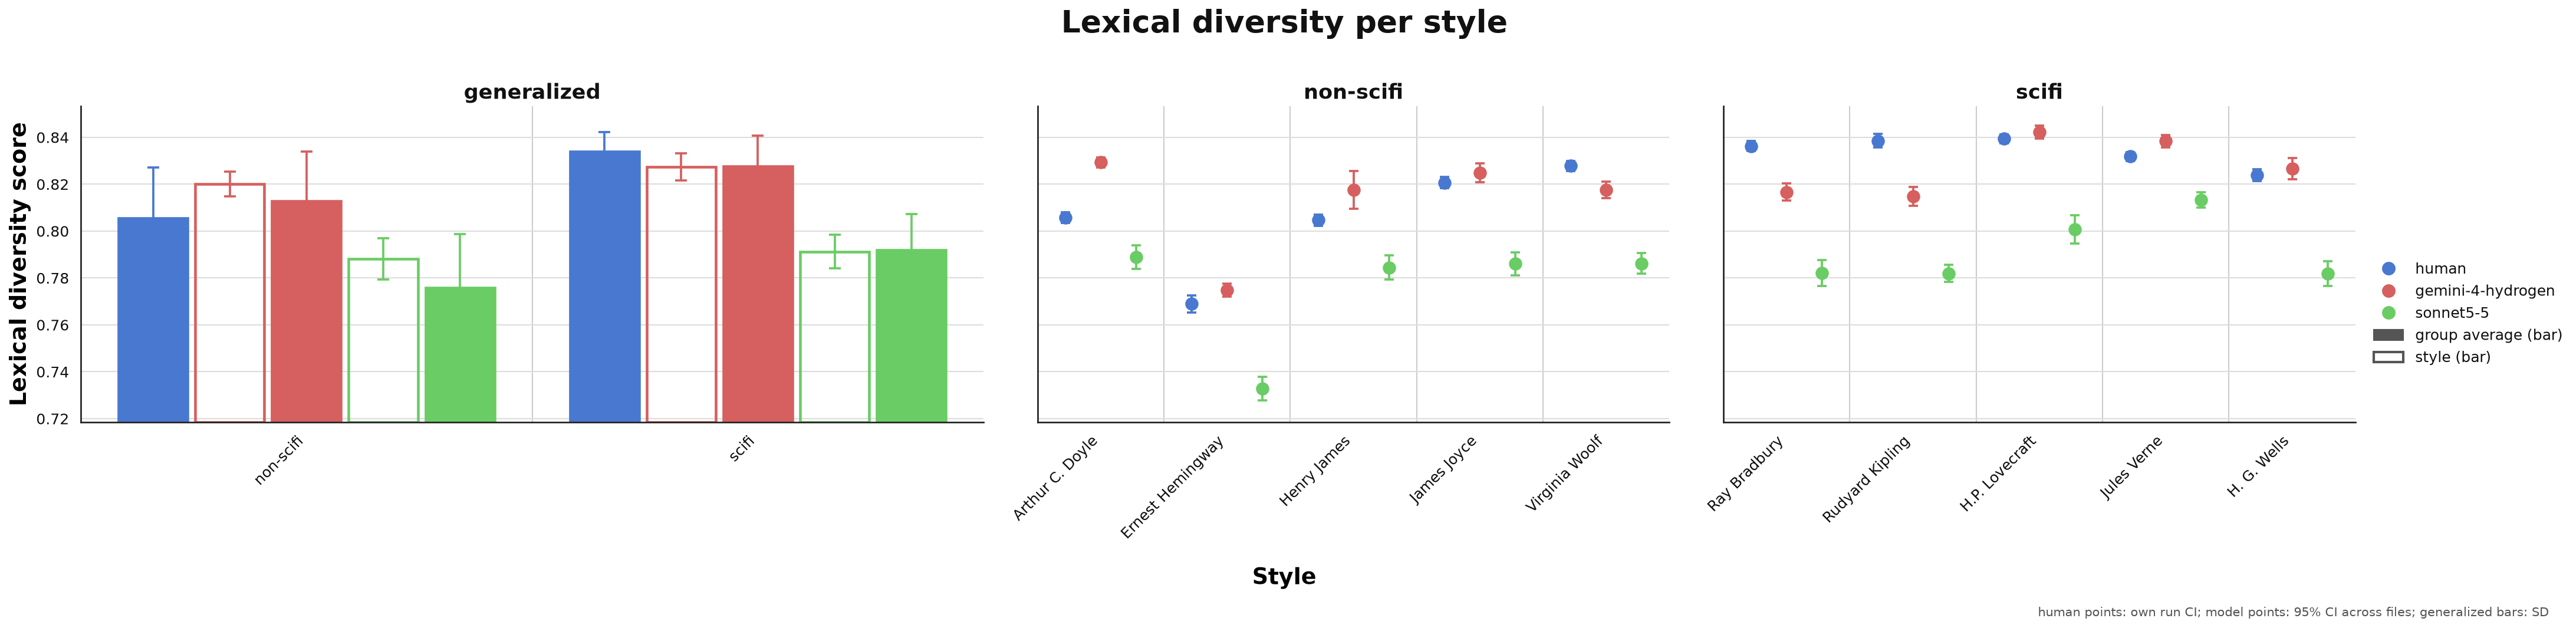 Lexical diversity per style
generalized
non-scifi
scifi
Lexical diversity score
0.84
0.82
0.80
0.78
0.76
0.74
0.72
non-scifi
scifi
Arthur C. Doyle
Ernest Hemingway
Henry James
James Joyce
Virginia Woolf
Ray Bradbury
Rudyard Kipling
H.P. Lovecraft
Jules Verne
H. G. Wells
human
gemini-4-hydrogen
sonnet5-5
group average (bar)
style (bar)
Style
human points: own run CI; model points: 95% CI across files; generalized bars: SD